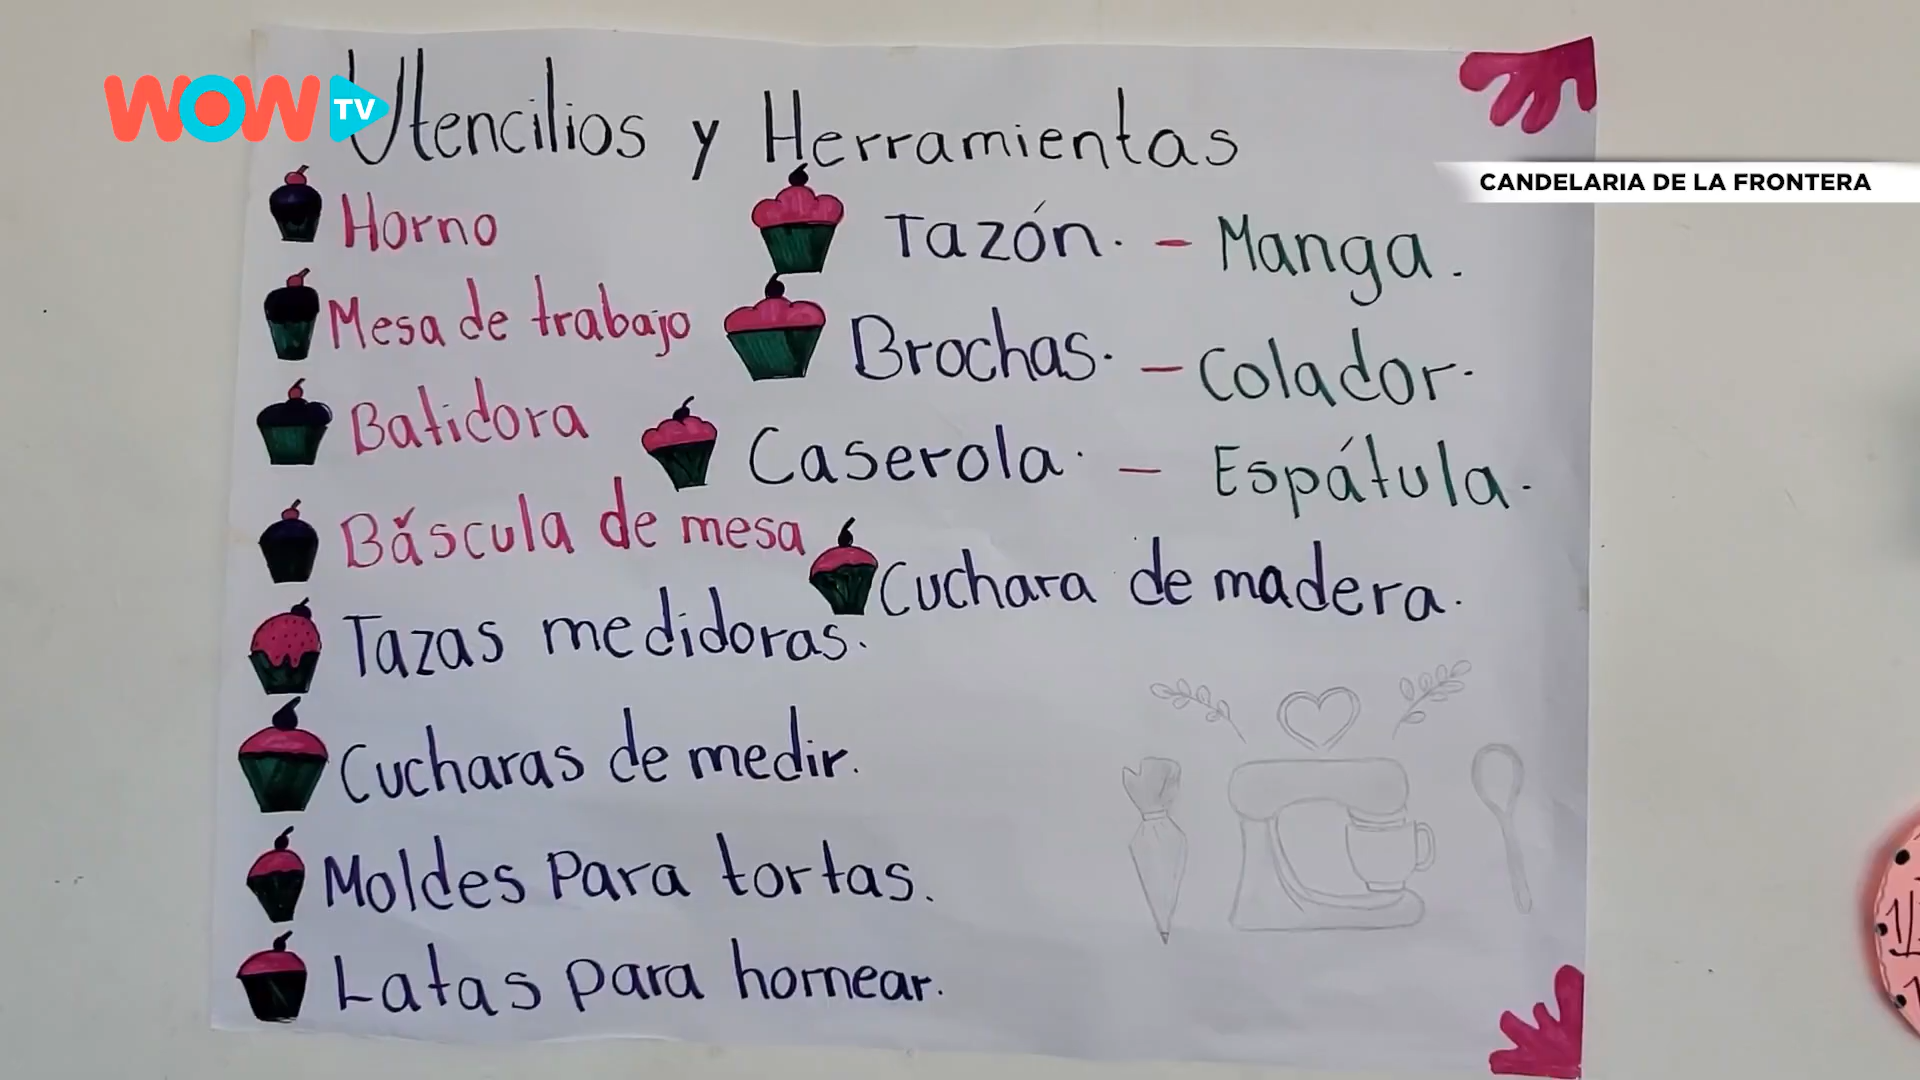 WOW TV
Utencilios y Herramientas
CANDELARIA DE LA FRONTERA
Horno
Mesa de trabajo
Batidora
Báscula de mesa
Tazas medidoras.
Cucharas de medir.
Moldes para tortas.
Latas para hornear.
Tazón. - Manga.
Brochas. - Colador.
Caserola. - Espátula.
Cuchara de madera.